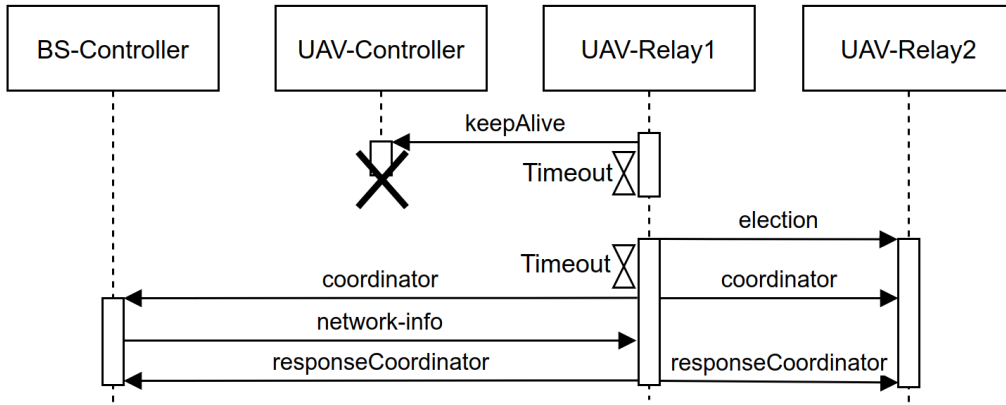 BS-Controller
UAV-Controller
UAV-Relay1
UAV-Relay2
keepAlive
Timeout
election
Timeout
coordinator
coordinator
network-info
responseCoordinator
responseCoordinator